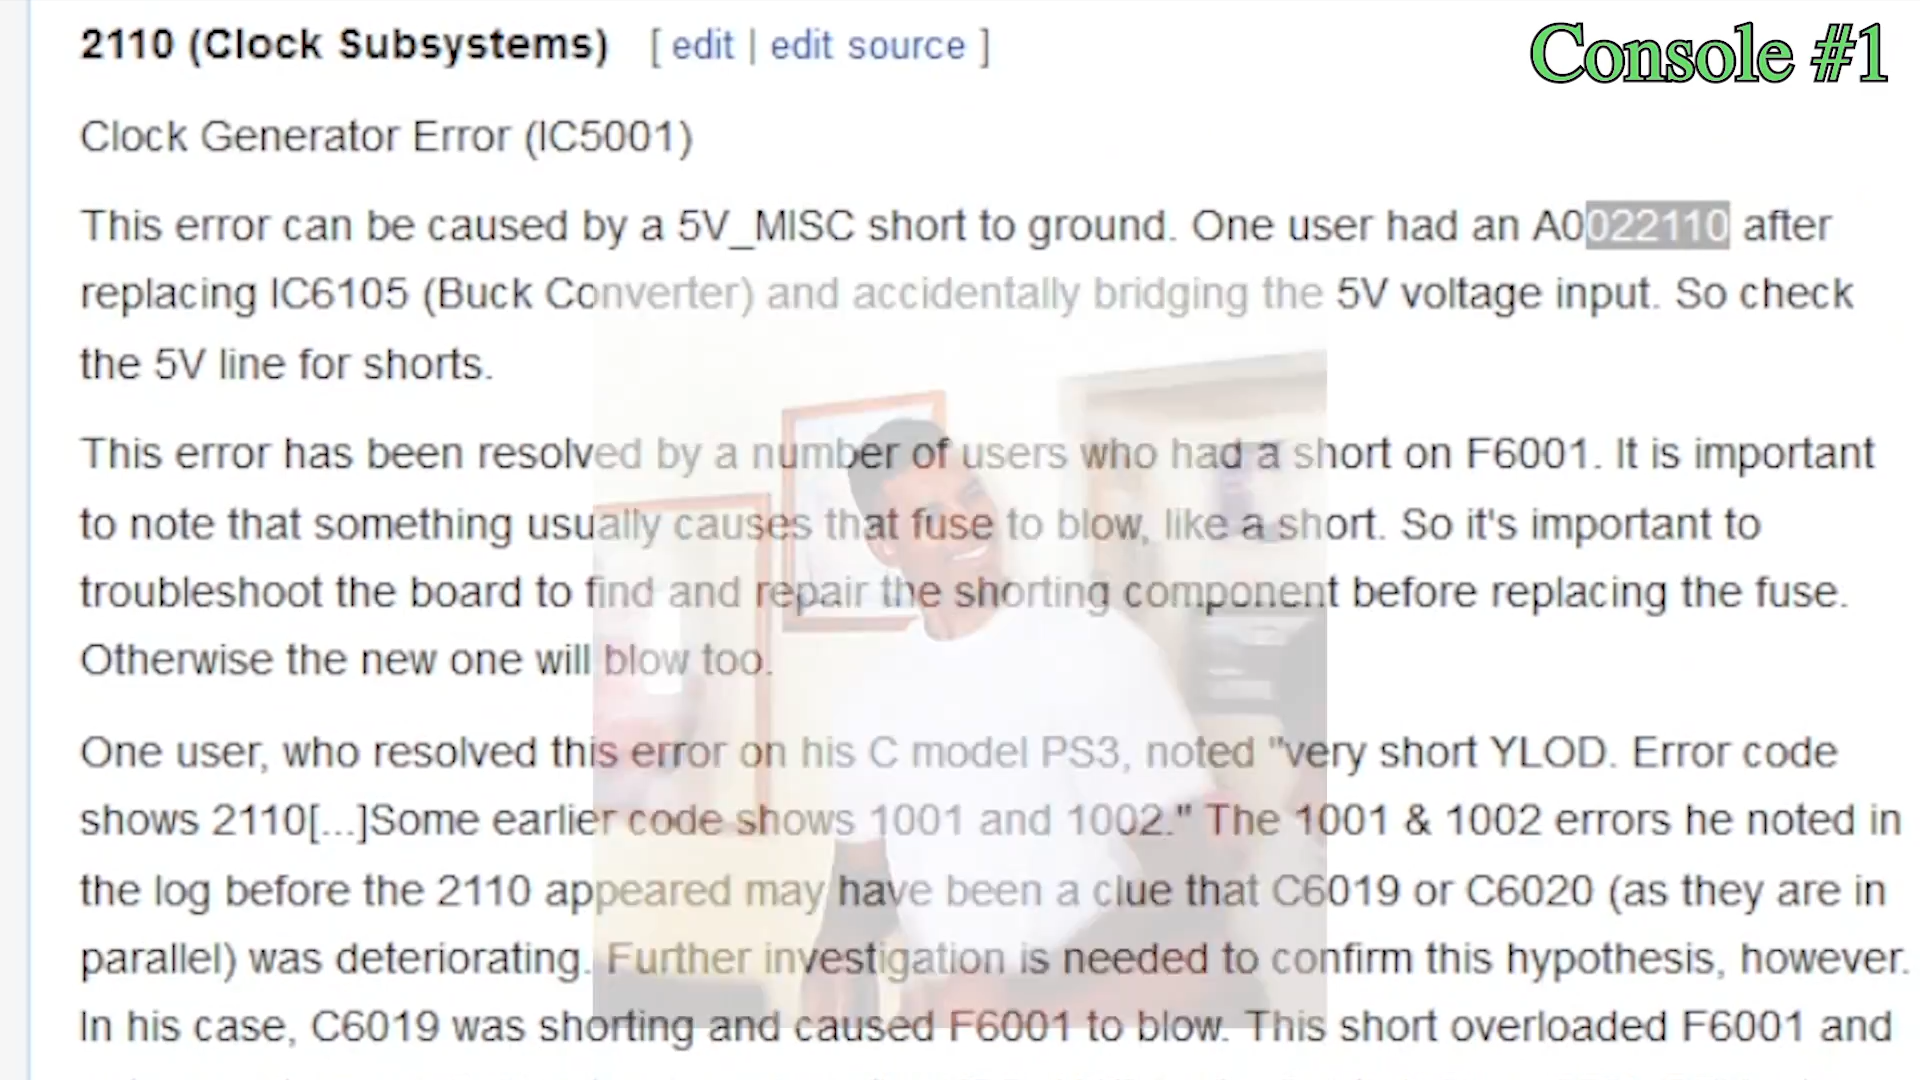 2110 (Clock Subsystems) [ edit | edit source ]
Console #1
Clock Generator Error (IC5001)
This error can be caused by a 5V_MISC short to ground. One user had an A0022110 after
replacing IC6105 (Buck Converter) and accidentally bridging the 5V voltage input. So check
the 5V line for shorts.
This error has been resolved by a number of users who had a short on F6001. It is important
to note that something usually causes that fuse to blow, like a short. So it's important to
troubleshoot the board to find and repair the shorting component before replacing the fuse.
Otherwise the new one will blow too.
One user, who resolved this error on his C model PS3, noted "very short YLOD. Error code
shows 2110[...]Some earlier code shows 1001 and 1002." The 1001 & 1002 errors he noted in
the log before the 2110 appeared may have been a clue that C6019 or C6020 (as they are in
parallel) was deteriorating. Further investigation is needed to confirm this hypothesis, however.
In his case, C6019 was shorting and caused F6001 to blow. This short overloaded F6001 and